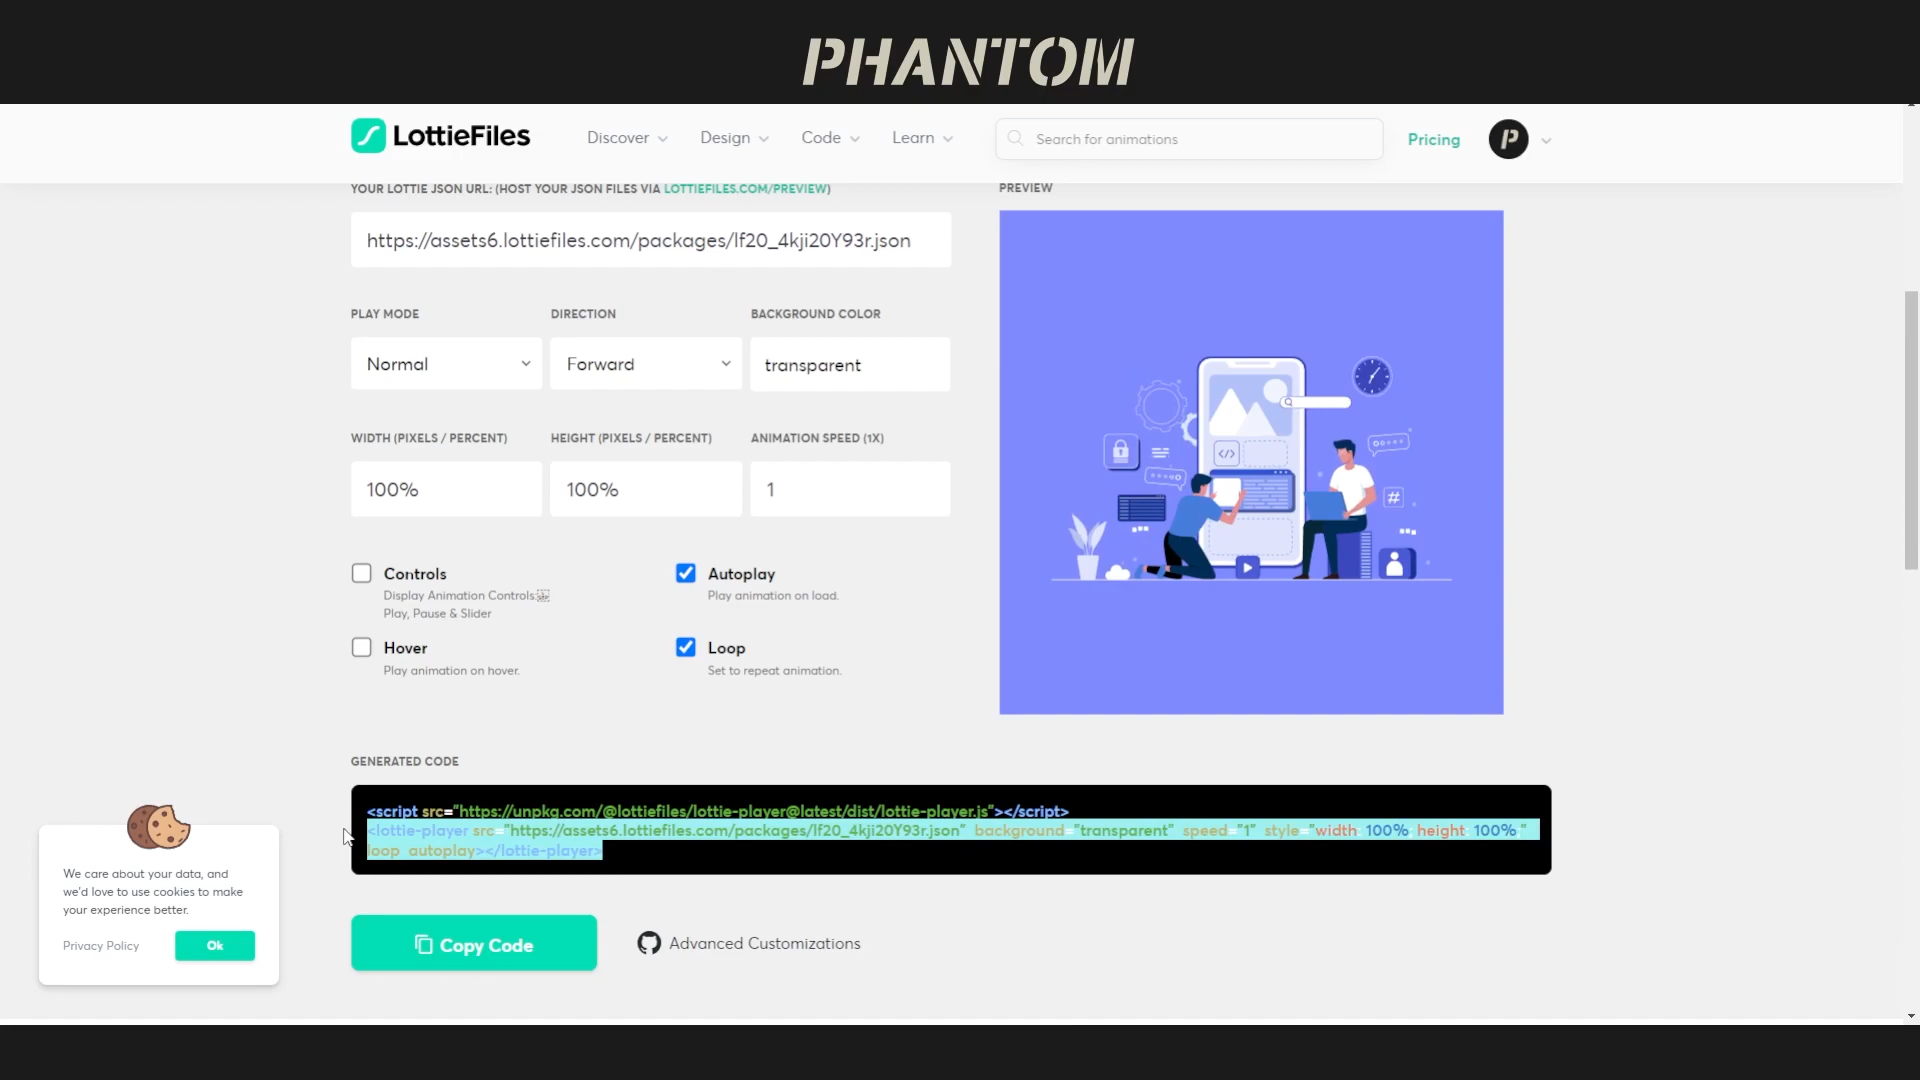 PHANTOM
LottieFiles
Discover
Design
Code
Learn
Search for animations
Pricing
P
YOUR LOTTIE JSON URL: (HOST YOUR JSON FILES VIA LOTTIEFILES.COM/PREVIEW)
https://assets6.lottiefiles.com/packages/lf20_4kji20Y93r.json
PREVIEW
PLAY MODE
DIRECTION
BACKGROUND COLOR
Normal
Forward
transparent
WIDTH (PIXELS / PERCENT)
HEIGHT (PIXELS / PERCENT)
ANIMATION SPEED (1X)
100%
100%
1
</>
#
Controls
Display Animation Controls:
Play, Pause & Slider
Autoplay
Play animation on load.
Hover
Play animation on hover.
Loop
Set to repeat animation.
GENERATED CODE
<script src="https://unpkg.com/@lottiefiles/lottie-player@latest/dist/lottie-player.js"></script>
<lottie-player src="https://assets6.lottiefiles.com/packages/lf20_4kji20Y93r.json" background="transparent" speed="1" style="width 100% height 100% "
loop autoplay></lottie-player>
Copy Code
Advanced Customizations
We care about your data, and
we'd love to use cookies to make
your experience better.
Privacy Policy
Ok